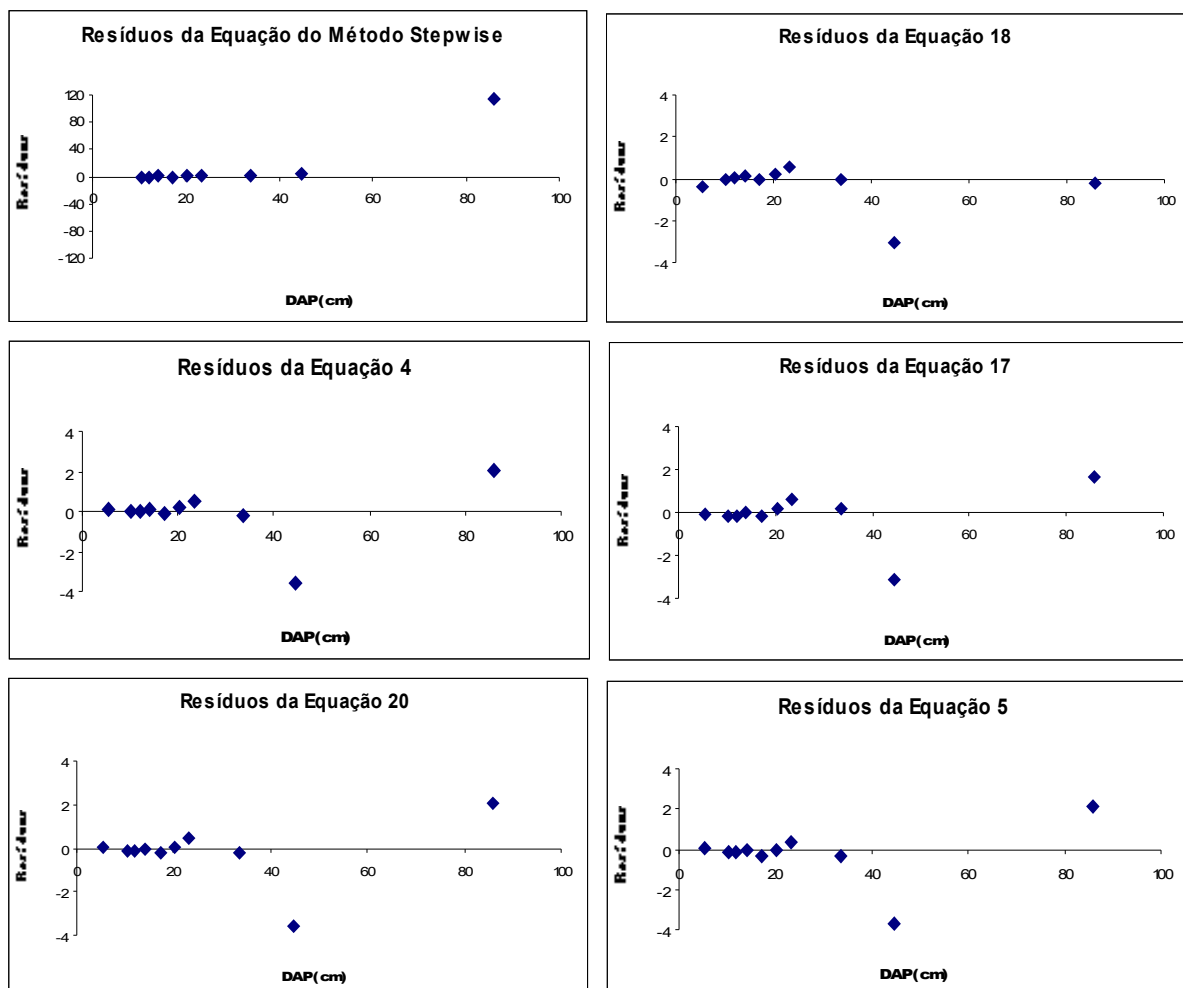 Resíduos da Equação do Método Stepwise
120
80
40
0
-40
-80
-120
0 20 40 60 80 100
DAP(cm)
Resíduos da Equação 18
4
2
0
-2
-4
0 20 40 60 80 100
DAP(cm)
Resíduos da Equação 4
4
2
0
-2
-4
0 20 40 60 80 100
DAP(cm)
Resíduos da Equação 17
4
2
0
-2
-4
0 20 40 60 80 100
DAP(cm)
Resíduos da Equação 20
4
2
0
-2
-4
0 20 40 60 80 100
DAP(cm)
Resíduos da Equação 5
4
2
0
-2
-4
0 20 40 60 80 100
DAP(cm)